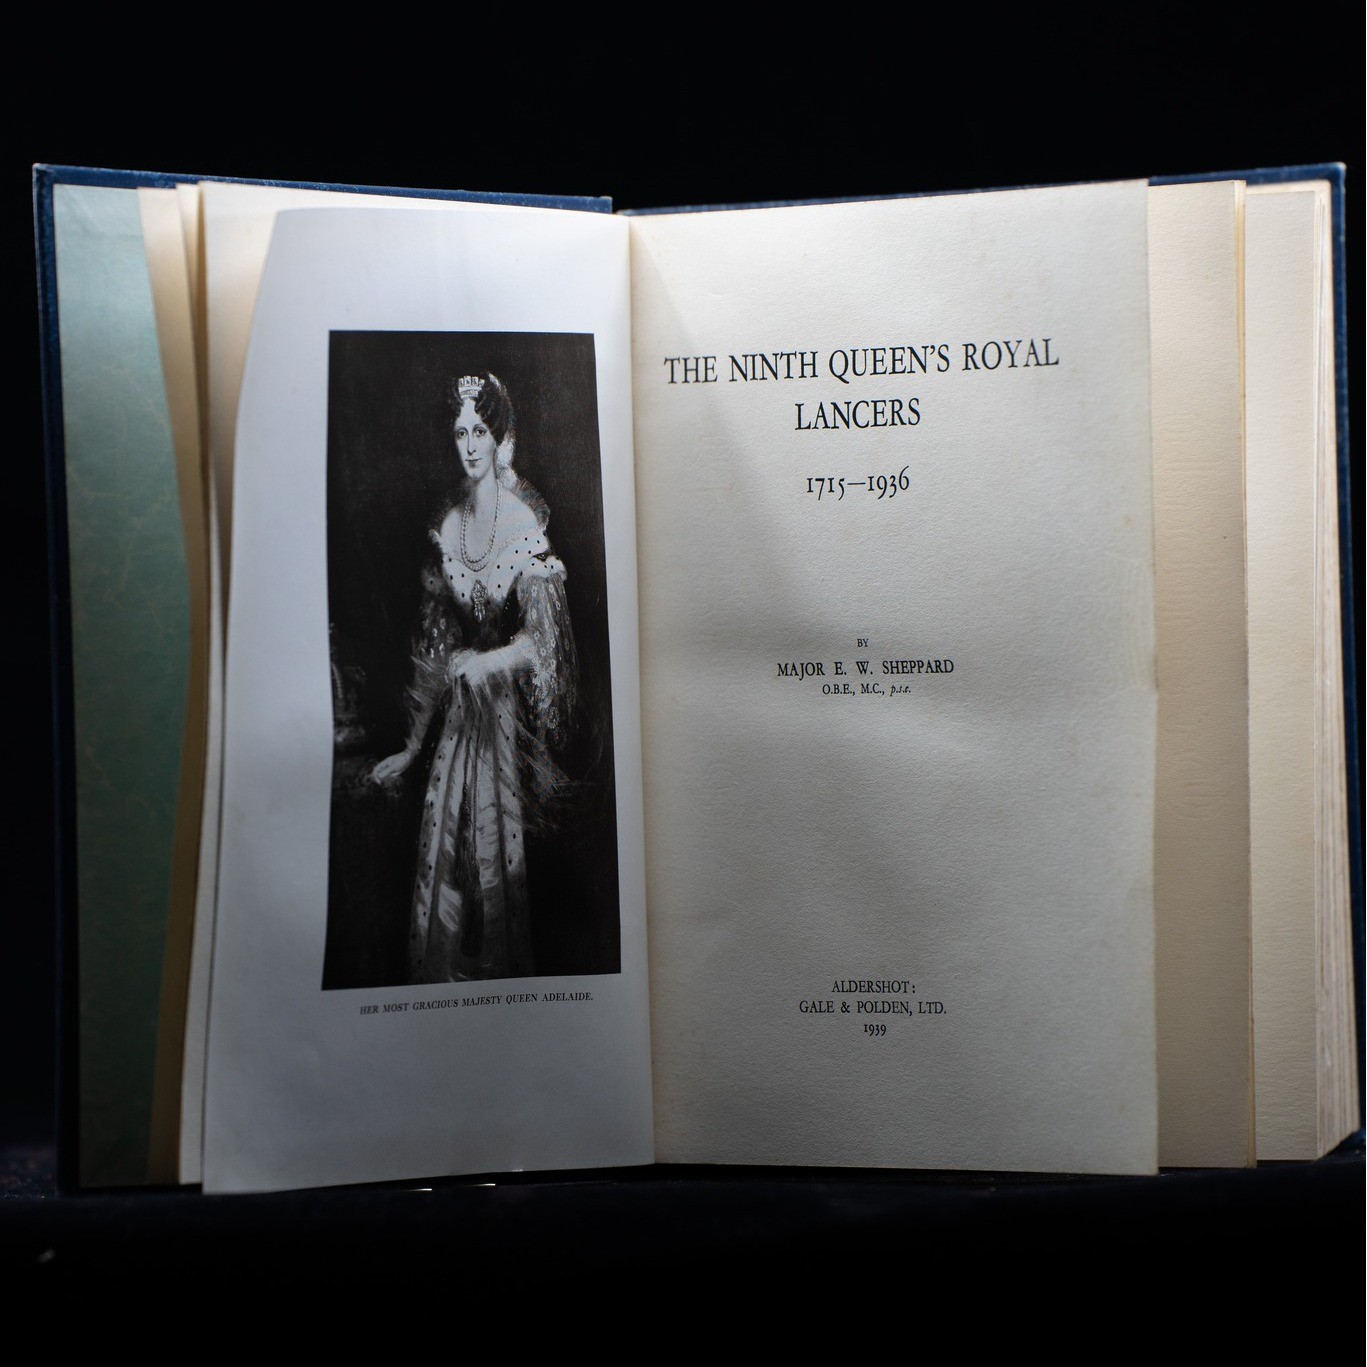 HER MOST GRACIOUS MAJESTY QUEEN ADELAIDE.
THE NINTH QUEEN'S ROYAL
LANCERS
1715—1936
BY
MAJOR E. W. SHEPPARD
O.B.E., M.C., p.s.c.
ALDERSHOT:
GALE & POLDEN, LTD.
1939